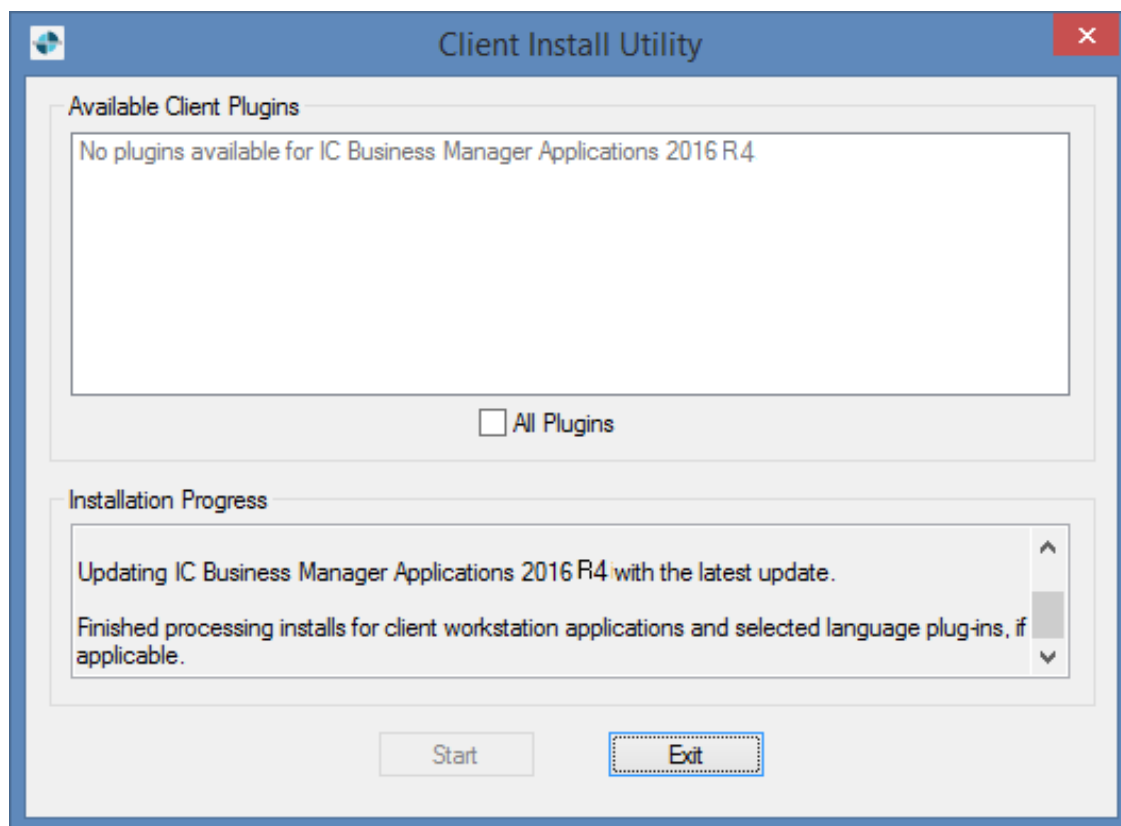 Client Install Utility
Available Client Plugins
No plugins available for IC Business Manager Applications 2016 R4
All Plugins
Installation Progress
Updating IC Business Manager Applications 2016 R4 with the latest update.
Finished processing installs for client workstation applications and selected language plug-ins, if
applicable.
Start
Exit